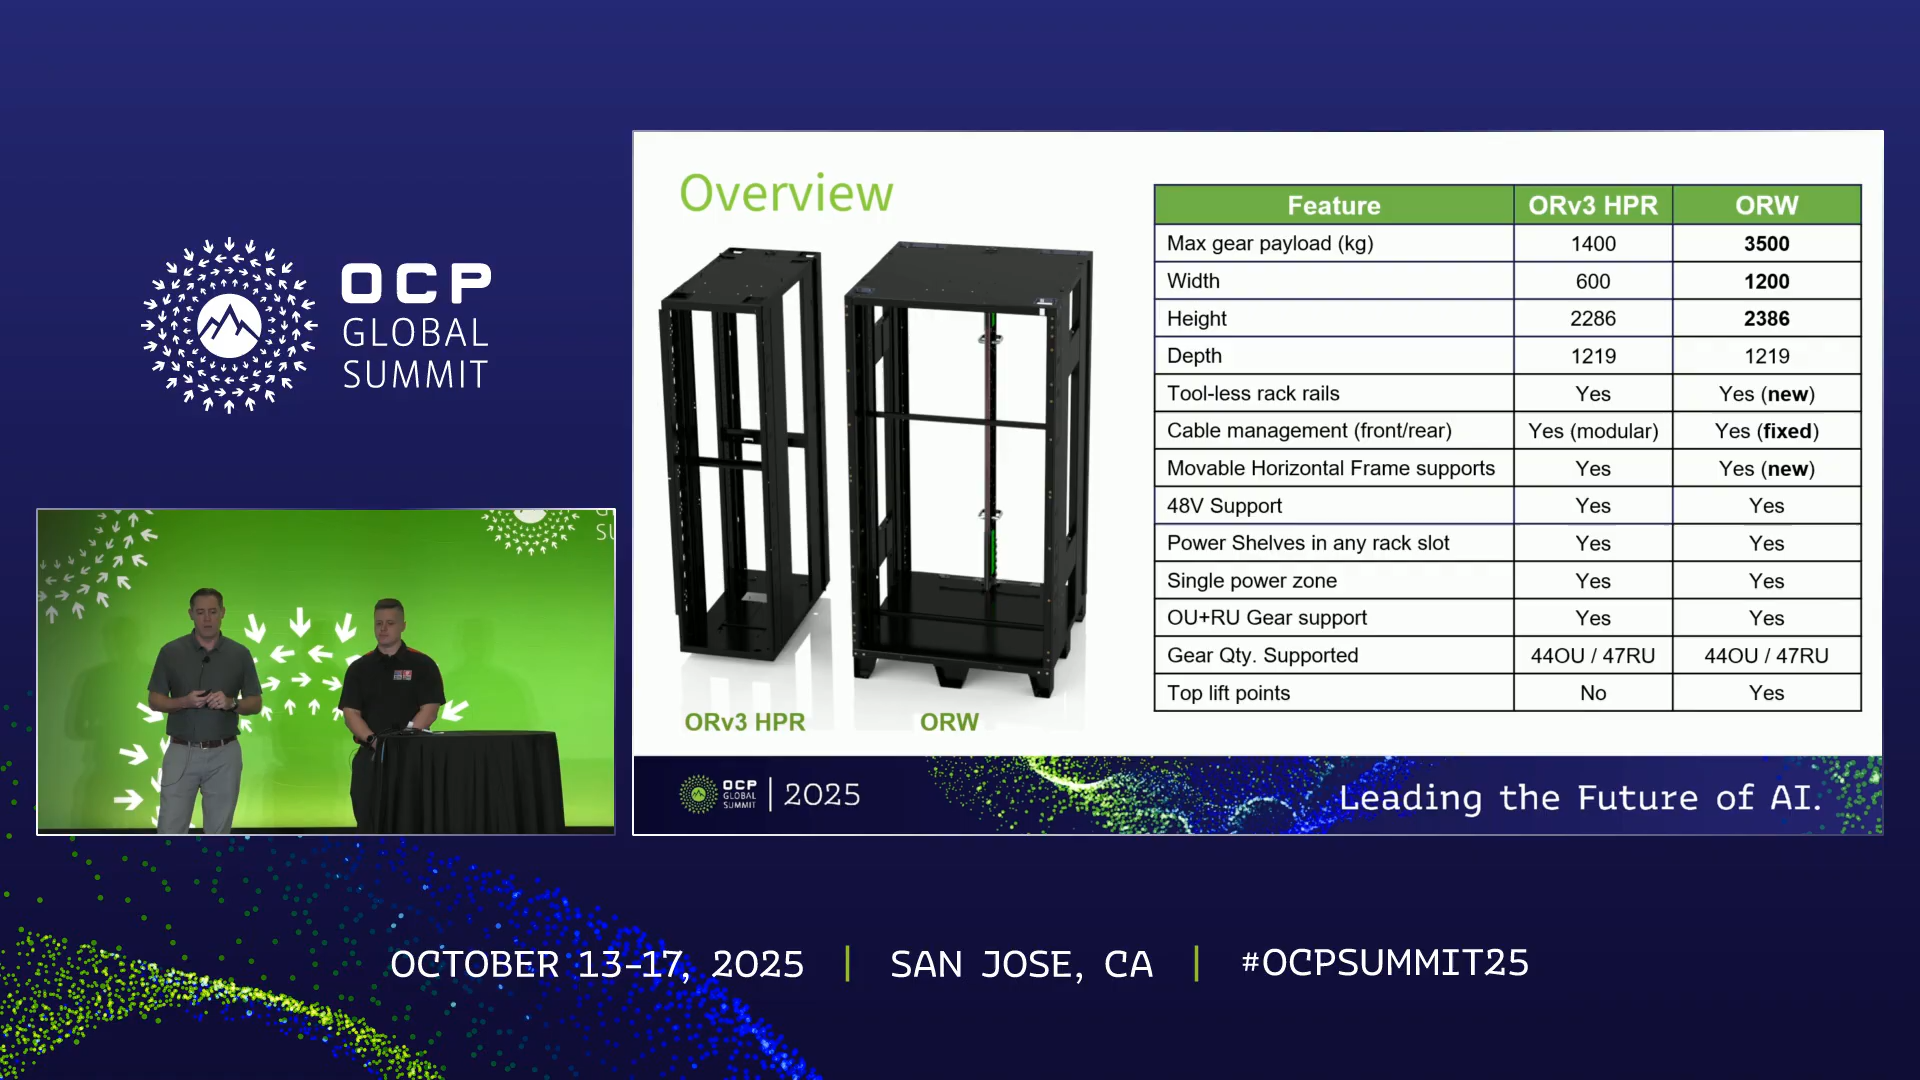 OCP
GLOBAL
SUMMIT
Overview
ORv3 HPR
ORW
Feature ORv3 HPR ORW
Max gear payload (kg) 1400 3500
Width 600 1200
Height 2286 2386
Depth 1219 1219
Tool-less rack rails Yes Yes (new)
Cable management (front/rear) Yes (modular) Yes (fixed)
Movable Horizontal Frame supports Yes Yes (new)
48V Support Yes Yes
Power Shelves in any rack slot Yes Yes
Single power zone Yes Yes
OU+RU Gear support Yes Yes
Gear Qty. Supported 44OU / 47RU 44OU / 47RU
Top lift points No Yes
OCP
GLOBAL
SUMMIT
2025
Leading the Future of AI.
OCTOBER 13-17, 2025 | SAN JOSE, CA | #OCPSUMMIT25